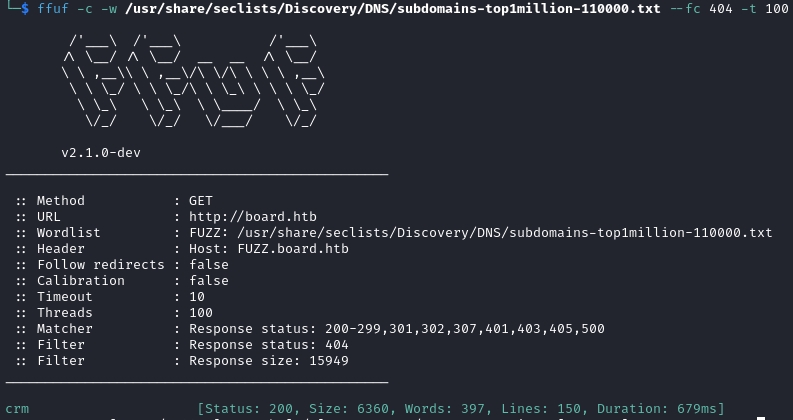 └─$ ffuf -c -w /usr/share/seclists/Discovery/DNS/subdomains-top1million-110000.txt --fc 404 -t 100
v2.1.0-dev
:: Method : GET
:: URL : http://board.htb
:: Wordlist : FUZZ: /usr/share/seclists/Discovery/DNS/subdomains-top1million-110000.txt
:: Header : Host: FUZZ.board.htb
:: Follow redirects : false
:: Calibration : false
:: Timeout : 10
:: Threads : 100
:: Matcher : Response status: 200-299,301,302,307,401,403,405,500
:: Filter : Response status: 404
:: Filter : Response size: 15949
crm [Status: 200, Size: 6360, Words: 397, Lines: 150, Duration: 679ms]